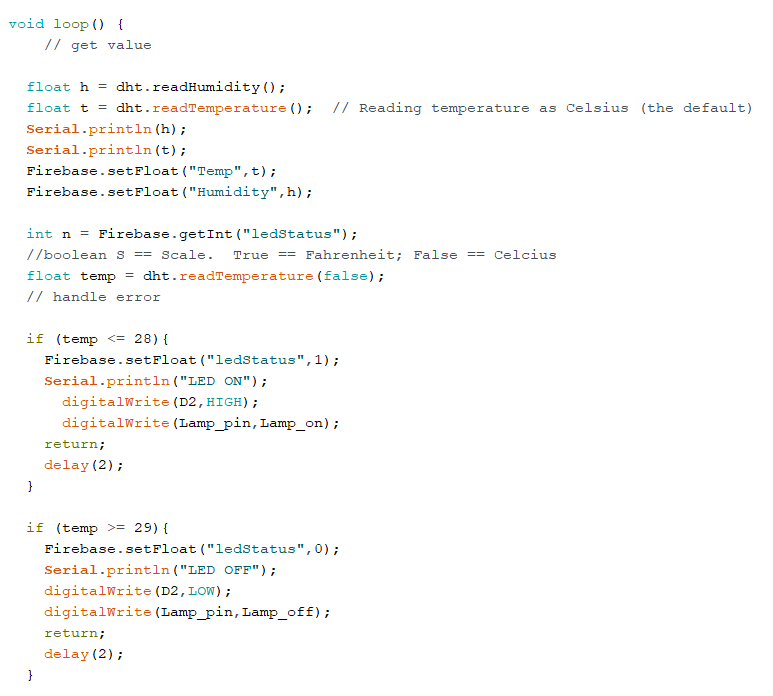 void loop() {
    // get value

  float h = dht.readHumidity();
  float t = dht.readTemperature();  // Reading temperature as Celsius (the default)
  Serial.println(h);
  Serial.println(t);
  Firebase.setFloat("Temp",t);
  Firebase.setFloat("Humidity",h);

  int n = Firebase.getInt("ledStatus");
  //boolean S == Scale.  True == Fahrenheit; False == Celcius
  float temp = dht.readTemperature(false);
  // handle error

  if (temp <= 28){
    Firebase.setFloat("ledStatus",1);
    Serial.println("LED ON");
      digitalWrite(D2,HIGH);
      digitalWrite(Lamp_pin,Lamp_on);
    return;
    delay(2);
  }

  if (temp >= 29){
    Firebase.setFloat("ledStatus",0);
    Serial.println("LED OFF");
    digitalWrite(D2,LOW);
    digitalWrite(Lamp_pin,Lamp_off);
    return;
    delay(2);
  }